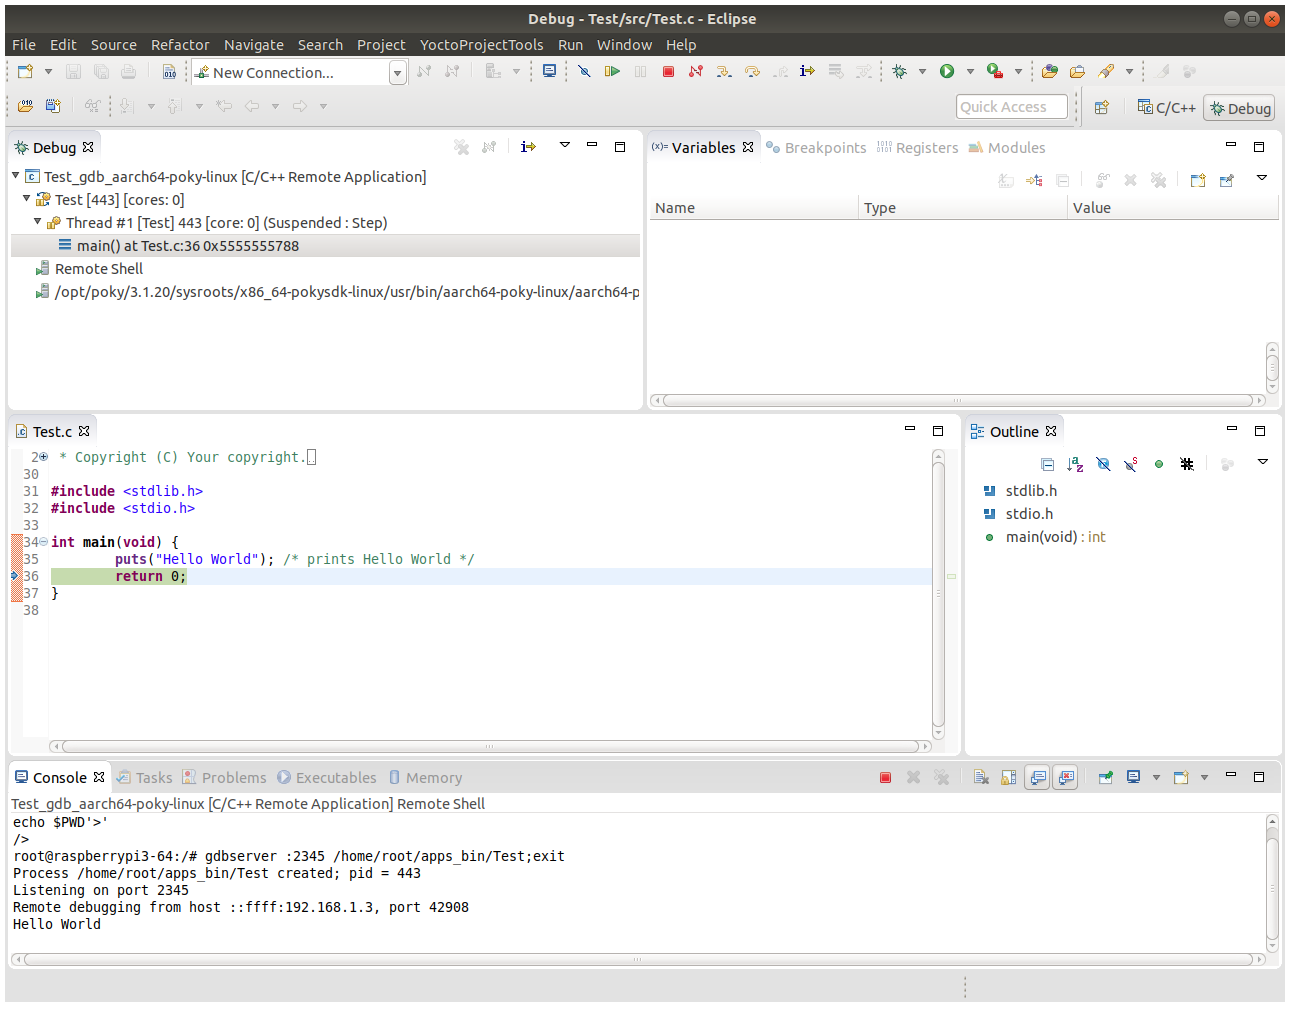 Debug - Test/src/Test.c - Eclipse
File Edit Source Refactor Navigate Search Project YoctoProjectTools Run Window Help
New Connection...
Quick Access
C/C++ Debug
Debug
Test_gdb_aarch64-poky-linux [C/C++ Remote Application]
Test [443] [cores: 0]
Thread #1 [Test] 443 [core: 0] (Suspended : Step)
main() at Test.c:36 0x5555555788
Remote Shell
/opt/poky/3.1.20/sysroots/x86_64-pokysdk-linux/usr/bin/aarch64-poky-linux/aarch64-p
(x)= Variables Breakpoints Registers Modules
Name Type Value
Test.c
2 * Copyright (C) Your copyright.
30
31 #include <stdlib.h>
32 #include <stdio.h>
33
34 int main(void) {
35 puts("Hello World"); /* prints Hello World */
36 return 0;
37 }
38
Outline
stdlib.h
stdio.h
main(void) : int
Console Tasks Problems Executables Memory
Test_gdb_aarch64-poky-linux [C/C++ Remote Application] Remote Shell
echo $PWD'>'
/>
root@raspberrypi3-64:/# gdbserver :2345 /home/root/apps_bin/Test;exit
Process /home/root/apps_bin/Test created; pid = 443
Listening on port 2345
Remote debugging from host ::ffff:192.168.1.3, port 42908
Hello World